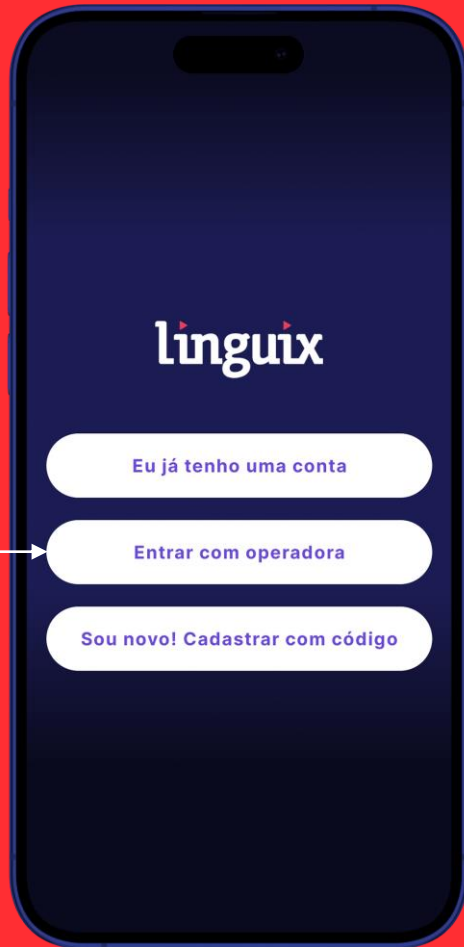 linguix
Eu já tenho uma conta
Entrar com operadora
Sou novo! Cadastrar com código